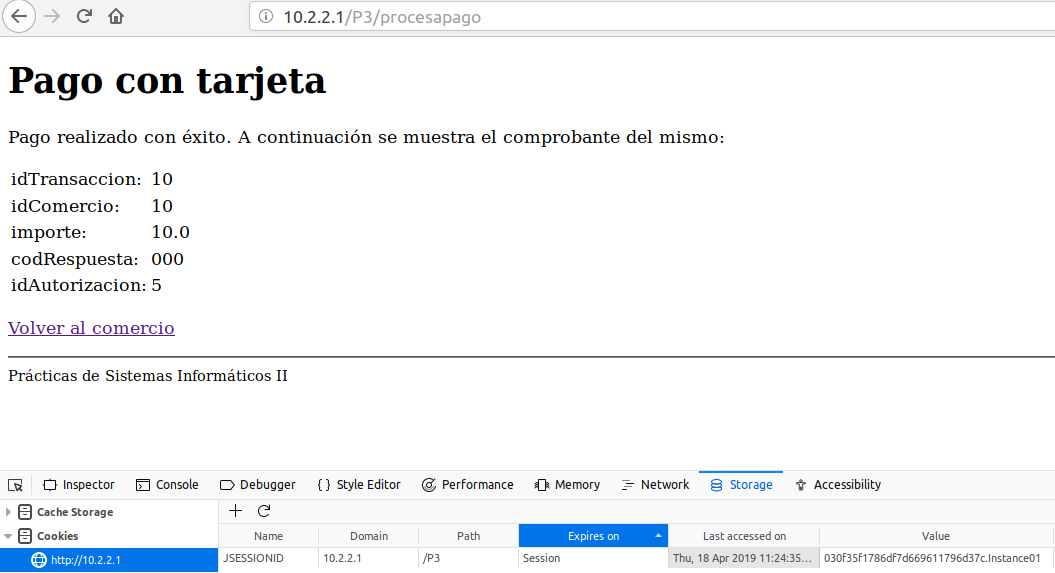 10.2.2.1/P3/procesapago
Pago con tarjeta
Pago realizado con éxito. A continuación se muestra el comprobante del mismo:
idTransaccion: 10
idComercio: 10
importe: 10.0
codRespuesta: 000
idAutorizacion: 5
Volver al comercio
Prácticas de Sistemas Informáticos II
Inspector Console Debugger { } Style Editor Performance Memory Network Storage Accessibility
Cache Storage
Cookies
http://10.2.2.1
Name Domain Path Expires on Last accessed on Value
JSESSIONID 10.2.2.1 /P3 Session Thu, 18 Apr 2019 11:24:35... 030f35f1786df7d669611796d37c.Instance01